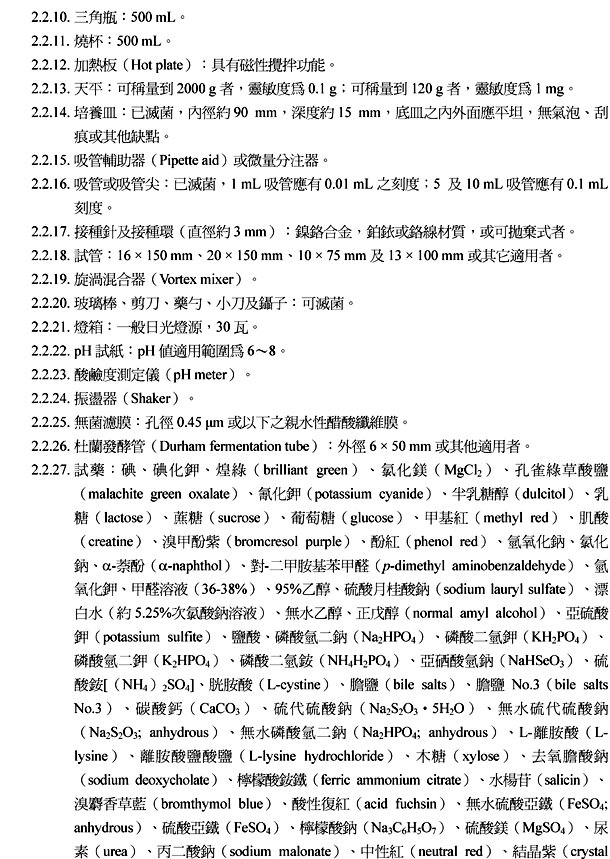 2.2.10. 三角瓶：500 mL。
2.2.11. 燒杯：500 mL。
2.2.12. 加熱板（Hot plate）：具有磁性攪拌功能。
2.2.13. 天平：可稱量到 2000 g 者，靈敏度為 0.1 g；可稱量到 120 g 者，靈敏度為 1 mg。
2.2.14. 培養皿：已滅菌，內徑約 90 mm，深度約 15 mm，底皿之內外面應平坦，無氣泡、刮
痕或其他缺點。
2.2.15. 吸管輔助器（Pipette aid）或微量分注器。
2.2.16. 吸管或吸管尖：已滅菌，1 mL 吸管應有 0.01 mL 之刻度；5 及 10 mL 吸管應有 0.1 mL
刻度。
2.2.17. 接種針及接種環（直徑約 3 mm）：鎳鉻合金，鉑銥或鉻線材質，或可拋棄式者。
2.2.18. 試管：16 × 150 mm、20 × 150 mm、10 × 75 mm 及 13 × 100 mm 或其它適用者。
2.2.19. 旋渦混合器（Vortex mixer）。
2.2.20. 玻璃棒、剪刀、藥勺、小刀及鑷子：可滅菌。
2.2.21. 燈箱：一般日光燈源，30 瓦。
2.2.22. pH 試紙：pH 值適用範圍為 6～8。
2.2.23. 酸鹼度測定儀（pH meter）。
2.2.24. 振盪器（Shaker）。
2.2.25. 無菌濾膜：孔徑 0.45 μm 或以下之親水性醋酸纖維膜。
2.2.26. 杜蘭發酵管（Durham fermentation tube）：外徑 6 × 50 mm 或其他適用者。
2.2.27. 試藥：碘、碘化鉀、煌綠（brilliant green）、氯化鎂（MgCl₂）、孔雀綠草酸鹽
（malachite green oxalate）、氰化鉀（potassium cyanide）、半乳糖醇（dulcitol）、乳
糖（lactose）、蔗糖（sucrose）、葡萄糖（glucose）、甲基紅（methyl red）、肌酸
（creatine）、溴甲酚紫（bromcresol purple）、酚紅（phenol red）、氫氧化鈉、氯化
鈉、α-萘酚（α-naphthol）、對-二甲胺基苯甲醛（p-dimethyl aminobenzaldehyde）、氫
氧化鉀、甲醛溶液（36-38%）、95%乙醇、硫酸月桂酸鈉（sodium lauryl sulfate）、漂
白水（約 5.25%次氯酸鈉溶液）、無水乙醇、正戊醇（normal amyl alcohol）、亞硫酸
鉀（potassium sulfite）、鹽酸、磷酸氫二鈉（Na₂HPO₄）、磷酸二氫鉀（KH₂PO₄）、
磷酸氫二鉀（K₂HPO₄）、磷酸二氫銨（NH₄H₂PO₄）、亞硒酸氫鈉（NaHSeO₃）、硫
酸銨[（NH₄）₂SO₄]、胱胺酸（L-cystine）、膽鹽（bile salts）、膽鹽 No.3（bile salts
No.3）、碳酸鈣（CaCO₃）、硫代硫酸鈉（Na₂S₂O₃·5H₂O）、無水硫代硫酸鈉
（Na₂S₂O₃; anhydrous）、無水磷酸氫二鈉（Na₂HPO₄; anhydrous）、L-離胺酸（L-
lysine）、離胺酸鹽酸鹽（L-lysine hydrochloride）、木糖（xylose）、去氧膽酸鈉
（sodium deoxycholate）、檸檬酸銨鐵（ferric ammonium citrate）、水楊苷（salicin）、
溴麝香草藍（bromthymol blue）、酸性復紅（acid fuchsin）、無水硫酸亞鐵（FeSO₄;
anhydrous）、硫酸亞鐵（FeSO₄）、檸檬酸鈉（Na₃C₆H₅O₇）、硫酸鎂（MgSO₄）、尿
素（urea）、丙二酸鈉（sodium malonate）、中性紅（neutral red）、結晶紫（crystal